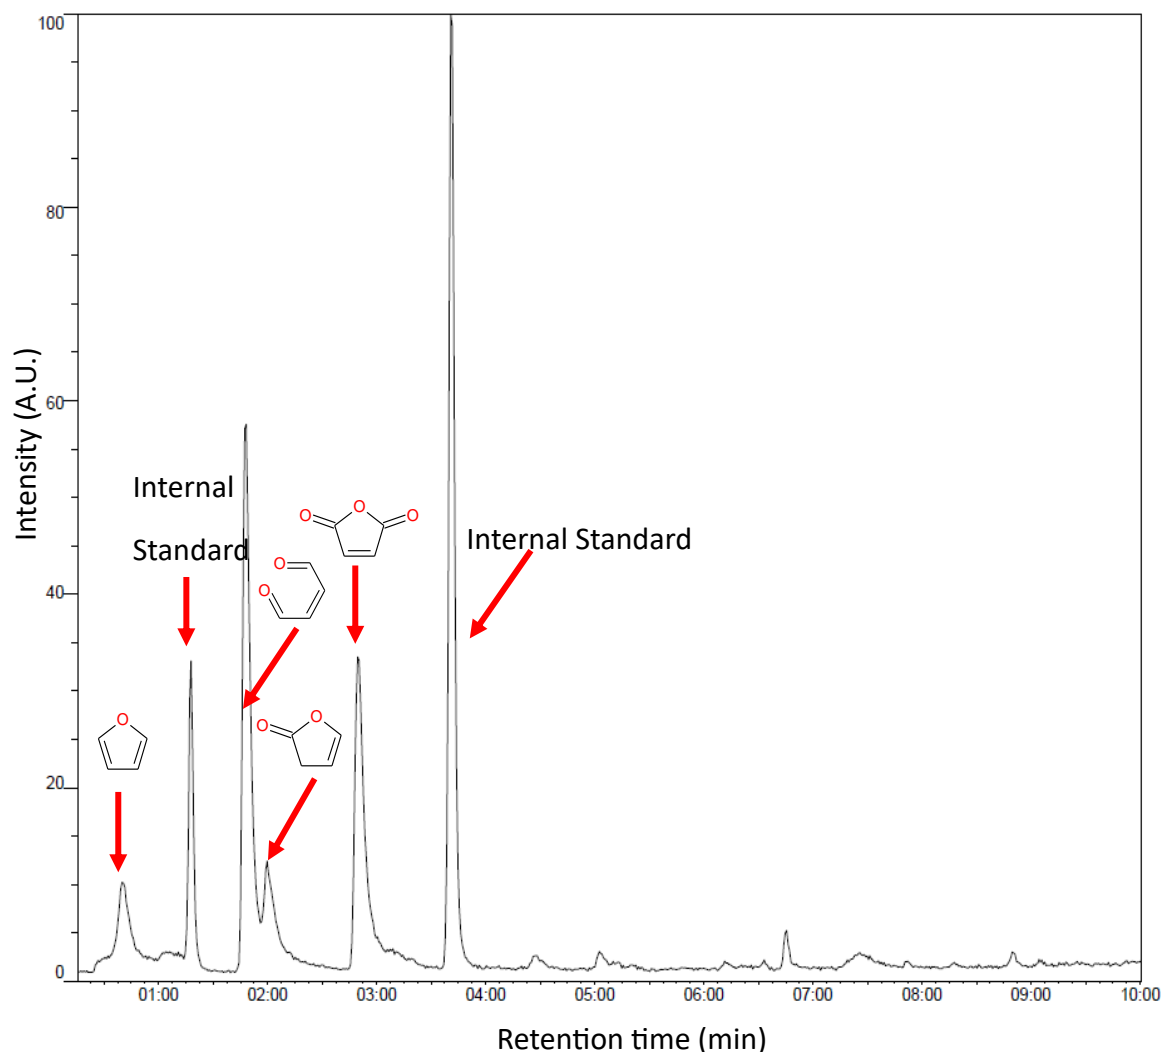 100
80
60
40
20
0
Intensity (A.U.)
Internal
Standard
Internal Standard
O
O
O
O
O
O
O
O
01:00 02:00 03:00 04:00 05:00 06:00 07:00 08:00 09:00 10:00
Retention time (min)